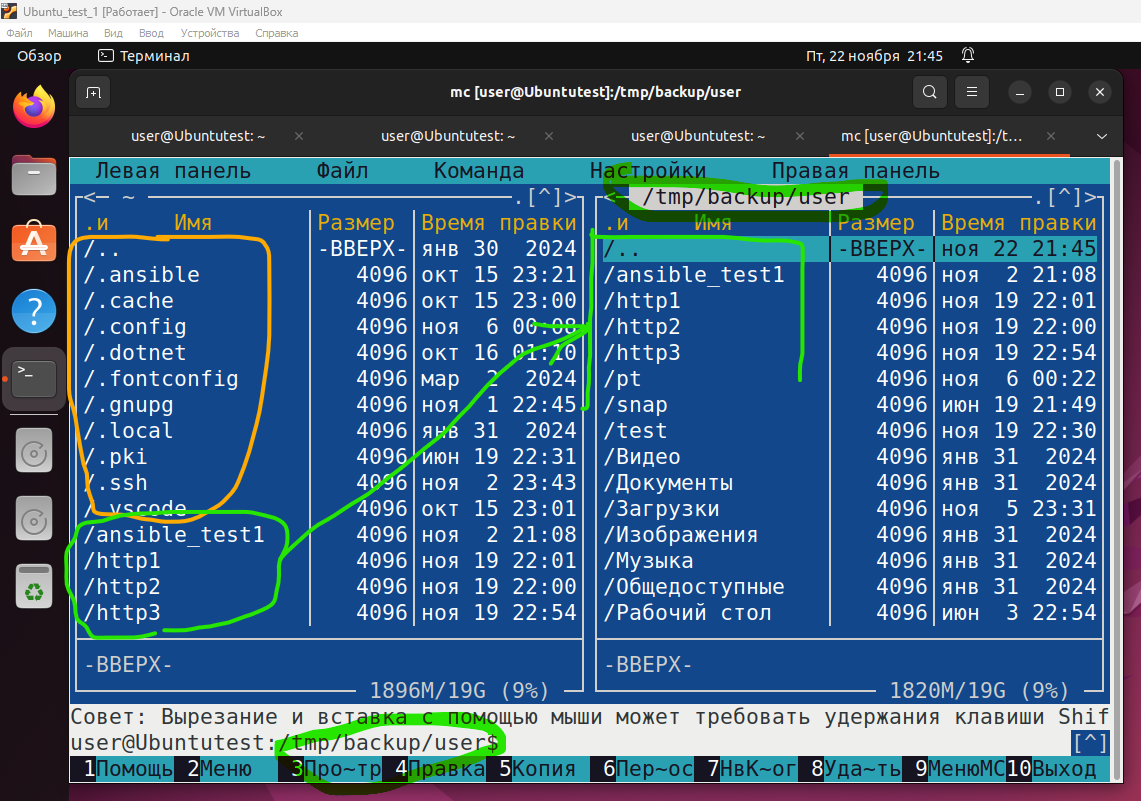 Ubuntu_test_1 [Работает] - Oracle VM VirtualBox
Файл Машина Вид Ввод Устройства Справка
Обзор Терминал Пт, 22 ноября 21:45
mc [user@Ubuntutest]:/tmp/backup/user
user@Ubuntutest: ~ × user@Ubuntutest: ~ × user@Ubuntutest: ~ × mc [user@Ubuntutest]:/t... ×
Левая панель Файл Команда Настройки Правая панель
<─ ~ .[^]> <─ /tmp/backup/user .[^]>
.и Имя Размер Время правки .и Имя Размер Время правки
/.. -ВВЕРХ- янв 30 2024 /.. -ВВЕРХ- ноя 22 21:45
/.ansible 4096 окт 15 23:21 /ansible_test1 4096 ноя 2 21:08
/.cache 4096 окт 15 23:00 /http1 4096 ноя 19 22:01
/.config 4096 ноя 6 00:08 /http2 4096 ноя 19 22:00
/.dotnet 4096 окт 16 01:10 /http3 4096 ноя 19 22:54
/.fontconfig 4096 мар 2 2024 /pt 4096 ноя 6 00:22
/.gnupg 4096 ноя 1 22:45 /snap 4096 июн 19 21:49
/.local 4096 янв 31 2024 /test 4096 ноя 19 22:30
/.pki 4096 июн 19 22:31 /Видео 4096 янв 31 2024
/.ssh 4096 ноя 2 23:43 /Документы 4096 янв 31 2024
/.vscode 4096 окт 15 23:01 /Загрузки 4096 ноя 5 23:31
/ansible_test1 4096 ноя 2 21:08 /Изображения 4096 янв 31 2024
/http1 4096 ноя 19 22:01 /Музыка 4096 янв 31 2024
/http2 4096 ноя 19 22:00 /Общедоступные 4096 янв 31 2024
/http3 4096 ноя 19 22:54 /Рабочий стол 4096 июн 3 22:54
-ВВЕРХ- -ВВЕРХ-
1896M/19G (9%) 1820M/19G (9%)
Совет: Вырезание и вставка с помощью мыши может требовать удержания клавиши Shif
user@Ubuntutest:/tmp/backup/user$ [^]
1Помощь 2Меню 3Про~тр 4Правка 5Копия 6Пер~ос 7НвК~ог 8Уда~ть 9МенюMC 10Выход